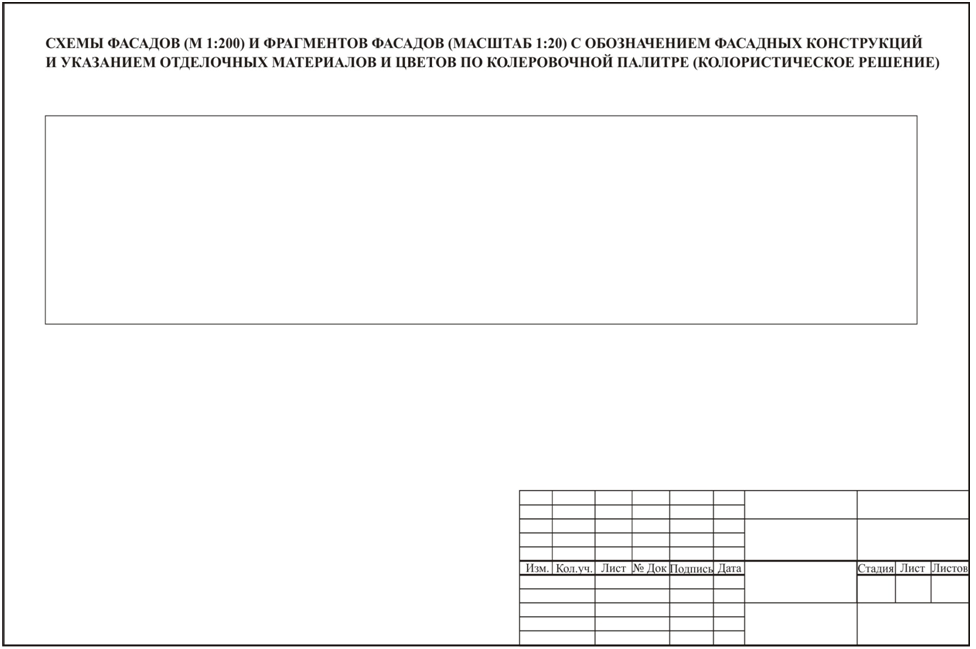 СХЕМЫ ФАСАДОВ (М 1:200) И ФРАГМЕНТОВ ФАСАДОВ (МАСШТАБ 1:20) С ОБОЗНАЧЕНИЕМ ФАСАДНЫХ КОНСТРУКЦИЙ
И УКАЗАНИЕМ ОТДЕЛОЧНЫХ МАТЕРИАЛОВ И ЦВЕТОВ ПО КОЛЕРОВОЧНОЙ ПАЛИТРЕ (КОЛОРИСТИЧЕСКОЕ РЕШЕНИЕ)
Изм. Кол.уч. Лист № Док Подпись Дата Стадия Лист Листов